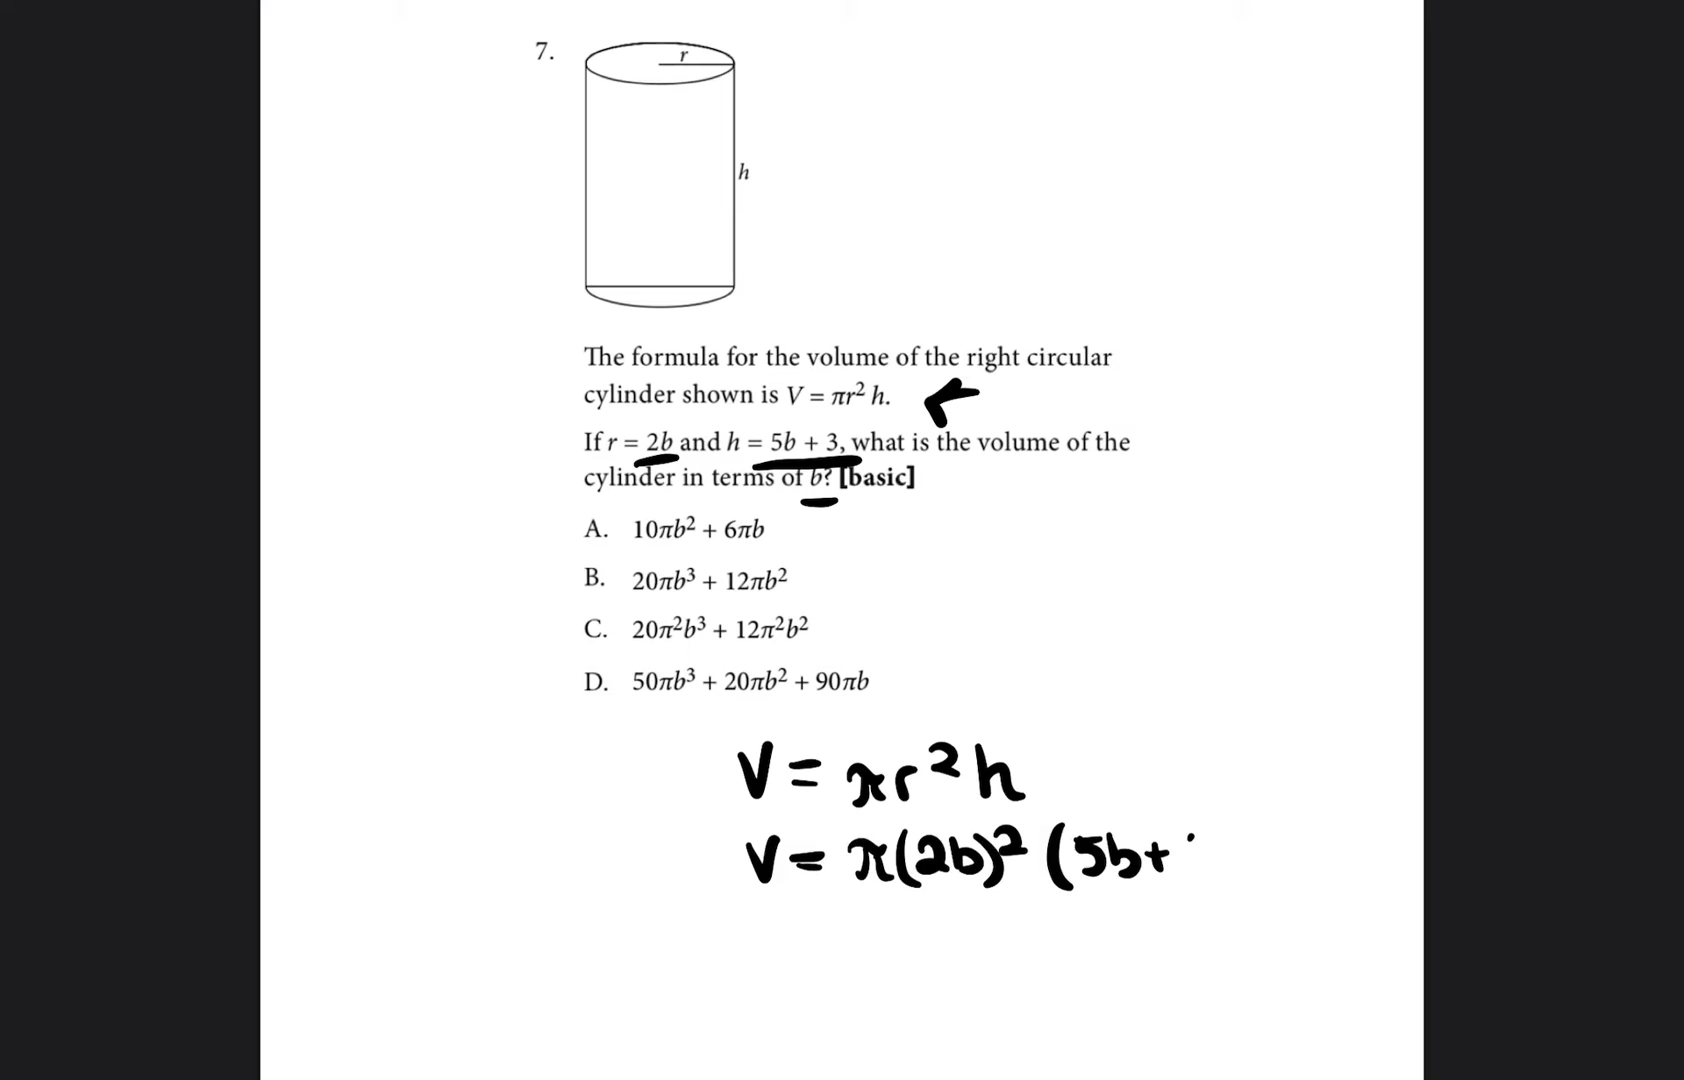 7.
r
h
The formula for the volume of the right circular
cylinder shown is V = πr² h.
If r = 2b and h = 5b + 3, what is the volume of the
cylinder in terms of b? [basic]
A. 10πb² + 6πb
B. 20πb³ + 12πb²
C. 20π²b³ + 12π²b²
D. 50πb³ + 20πb² + 90πb
V = πr²h
V = π(2b)² (5b+